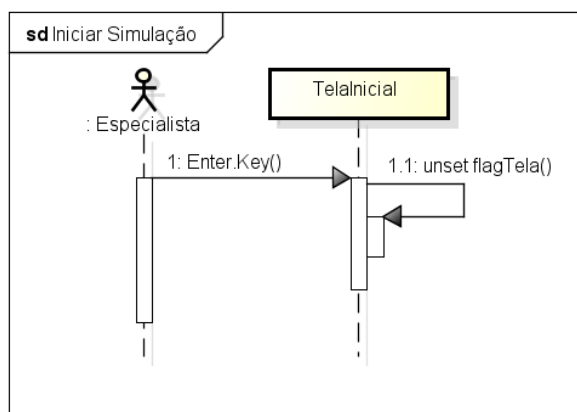 sd Iniciar Simulação
TelaInicial
: Especialista
1: Enter.Key()
1.1: unset flagTela()